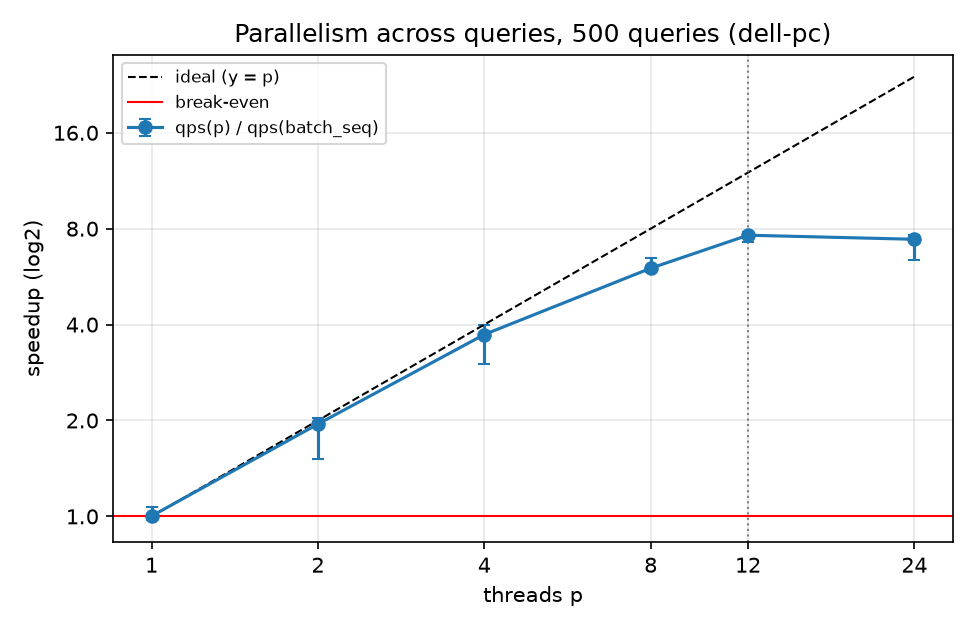 Parallelism across queries, 500 queries (dell-pc)
ideal (y = p)
break-even
qps(p) / qps(batch_seq)
speedup (log2)
16.0
8.0
4.0
2.0
1.0
1 2 4 8 12 24
threads p